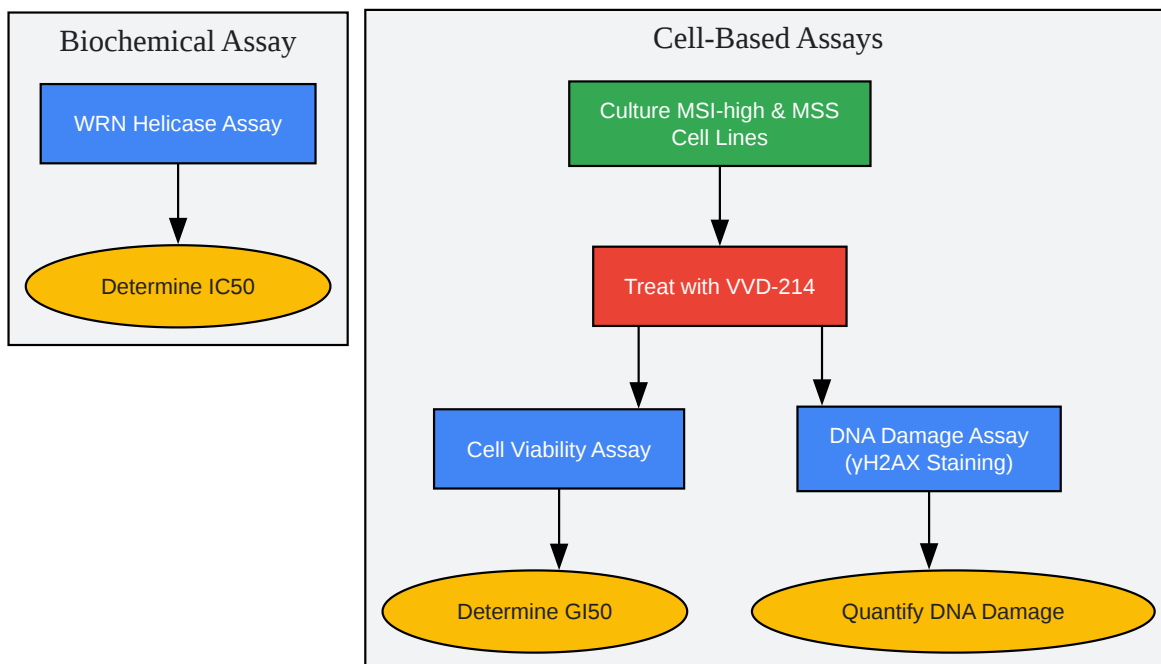 Biochemical Assay
WRN Helicase Assay
Determine IC50
Cell-Based Assays
Culture MSI-high & MSS
Cell Lines
Treat with VVD-214
Cell Viability Assay
DNA Damage Assay
(γH2AX Staining)
Determine GI50
Quantify DNA Damage